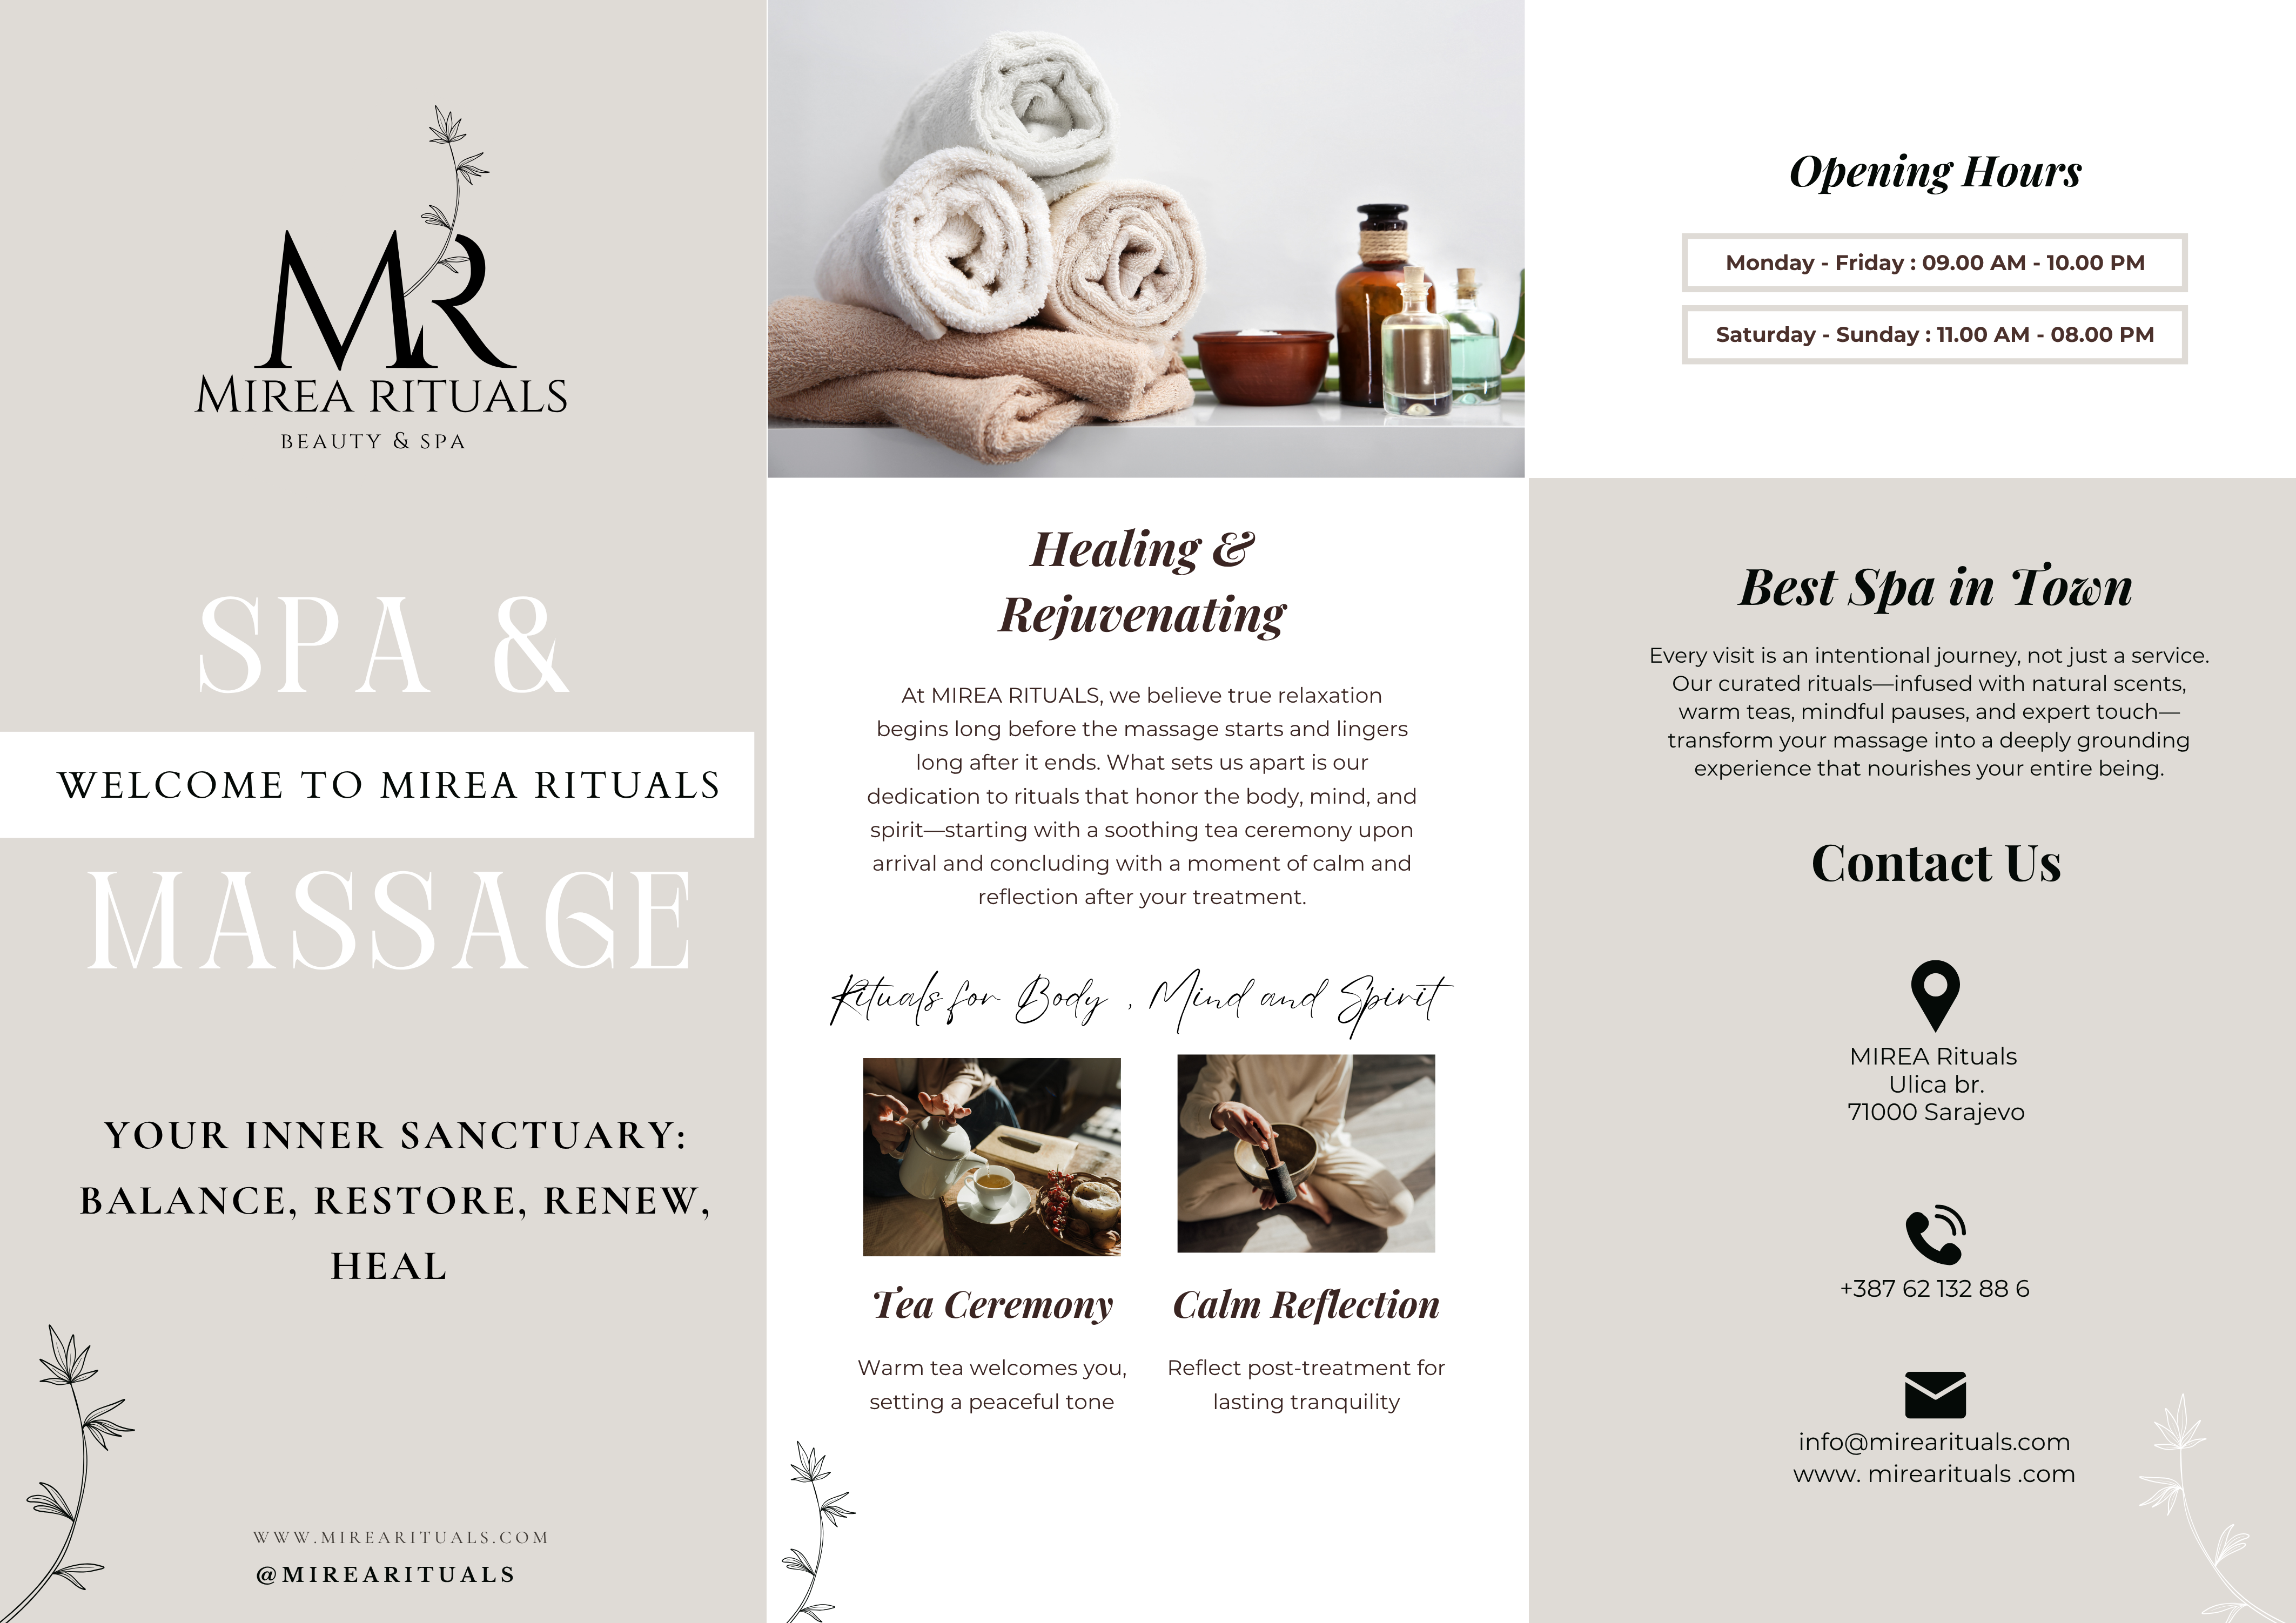 MR
MIREA RITUALS
BEAUTY & SPA
SPA &
WELCOME TO MIREA RITUALS
MASSAGE
YOUR INNER SANCTUARY:
BALANCE, RESTORE, RENEW,
HEAL
WWW.MIREARITUALS.COM
@MIREARITUALS
Healing &
Rejuvenating
At MIREA RITUALS, we believe true relaxation
begins long before the massage starts and lingers
long after it ends. What sets us apart is our
dedication to rituals that honor the body, mind, and
spirit—starting with a soothing tea ceremony upon
arrival and concluding with a moment of calm and
reflection after your treatment.
Rituals for Body , Mind and Spirit
Tea Ceremony
Warm tea welcomes you,
setting a peaceful tone
Calm Reflection
Reflect post-treatment for
lasting tranquility
Opening Hours
Monday - Friday : 09.00 AM - 10.00 PM
Saturday - Sunday : 11.00 AM - 08.00 PM
Best Spa in Town
Every visit is an intentional journey, not just a service.
Our curated rituals—infused with natural scents,
warm teas, mindful pauses, and expert touch—
transform your massage into a deeply grounding
experience that nourishes your entire being.
Contact Us
MIREA Rituals
Ulica br.
71000 Sarajevo
+387 62 132 88 6
info@mirearituals.com
www. mirearituals .com